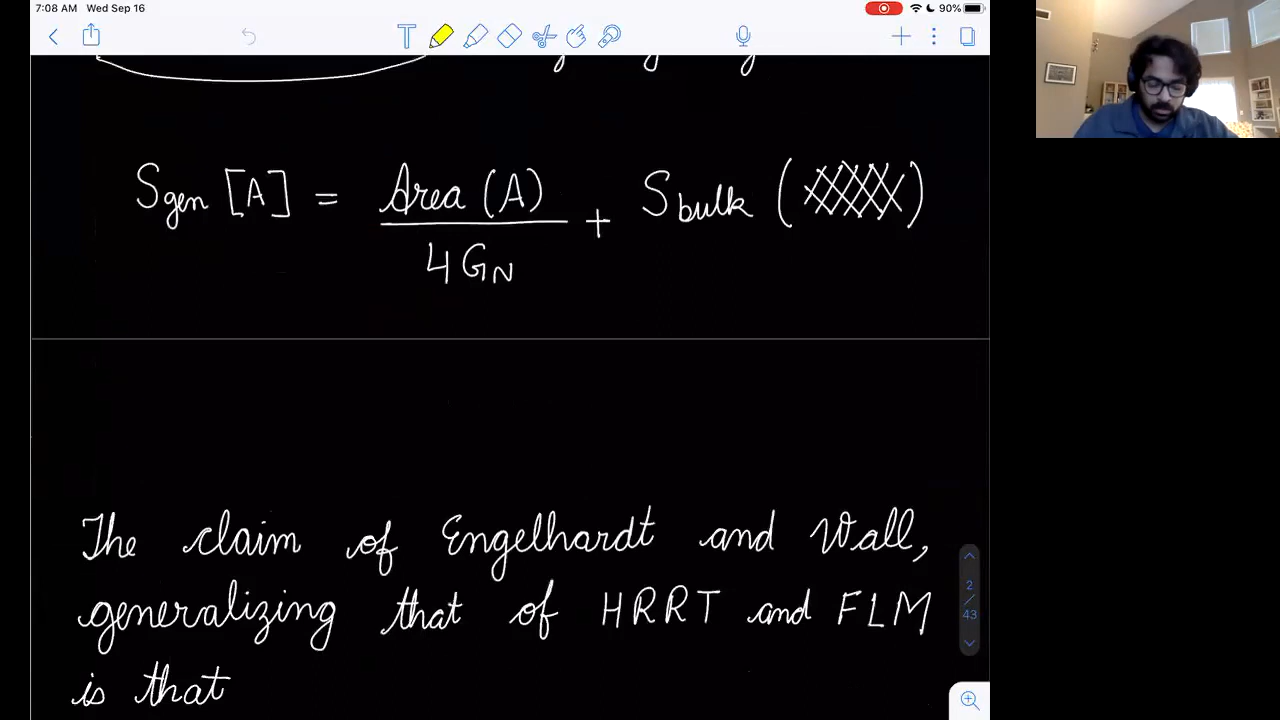 7:08 AM Wed Sep 16
90%
S_gen [A] = Area (A) / 4 G_N + S_bulk ( )
The claim of Engelhardt and Wall,
generalizing that of HRRT and FLM
is that
2
/
43